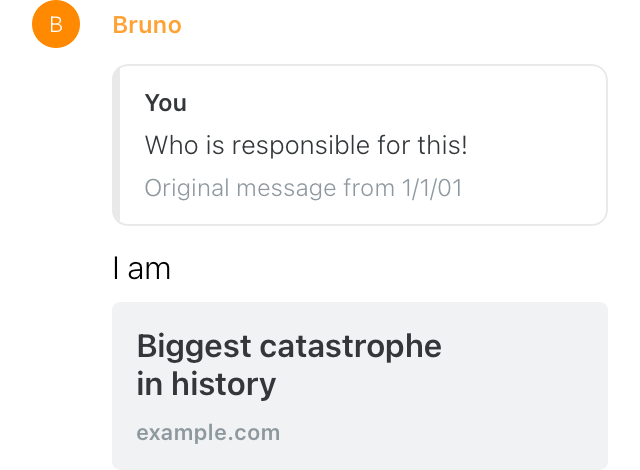 B
Bruno
You
Who is responsible for this!
Original message from 1/1/01
I am
Biggest catastrophe
in history
example.com